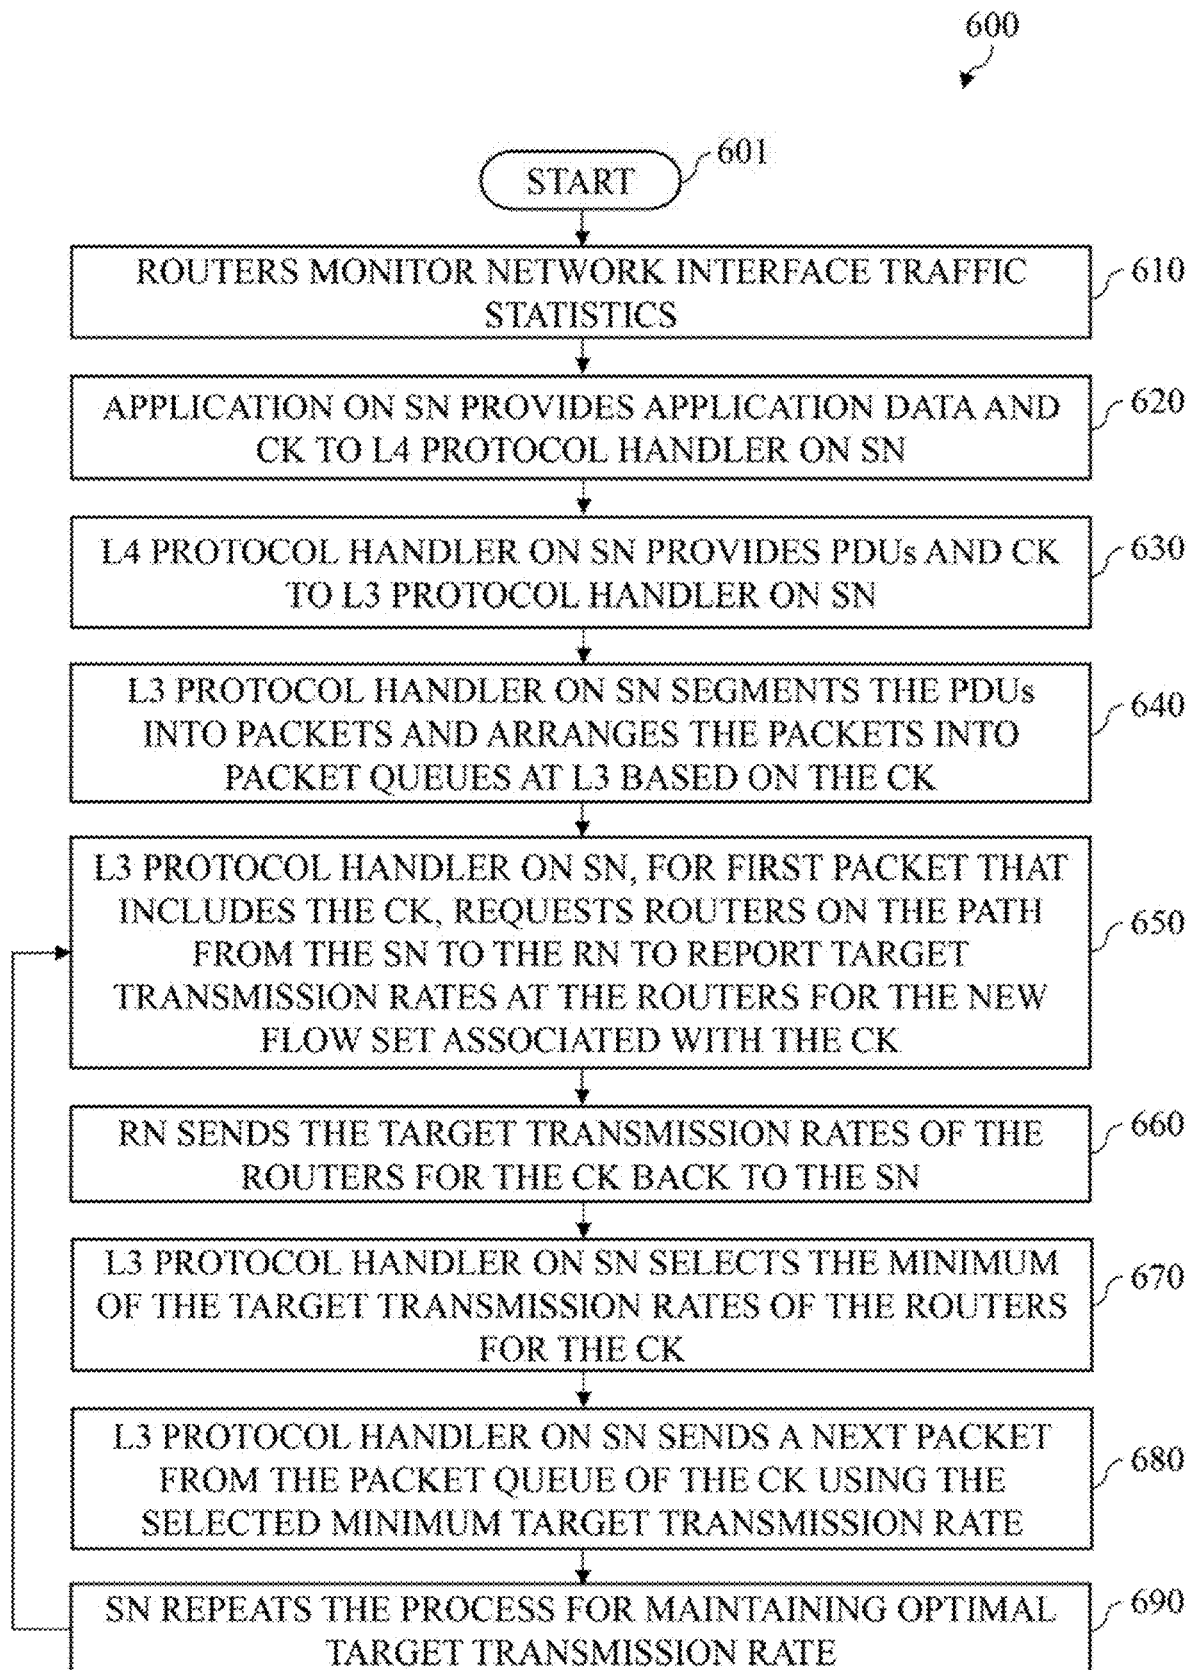 600
START
601
ROUTERS MONITOR NETWORK INTERFACE TRAFFIC
STATISTICS
610
APPLICATION ON SN PROVIDES APPLICATION DATA AND
CK TO L4 PROTOCOL HANDLER ON SN
620
L4 PROTOCOL HANDLER ON SN PROVIDES PDUs AND CK
TO L3 PROTOCOL HANDLER ON SN
630
L3 PROTOCOL HANDLER ON SN SEGMENTS THE PDUs
INTO PACKETS AND ARRANGES THE PACKETS INTO
PACKET QUEUES AT L3 BASED ON THE CK
640
L3 PROTOCOL HANDLER ON SN, FOR FIRST PACKET THAT
INCLUDES THE CK, REQUESTS ROUTERS ON THE PATH
FROM THE SN TO THE RN TO REPORT TARGET
TRANSMISSION RATES AT THE ROUTERS FOR THE NEW
FLOW SET ASSOCIATED WITH THE CK
650
RN SENDS THE TARGET TRANSMISSION RATES OF THE
ROUTERS FOR THE CK BACK TO THE SN
660
L3 PROTOCOL HANDLER ON SN SELECTS THE MINIMUM
OF THE TARGET TRANSMISSION RATES OF THE ROUTERS
FOR THE CK
670
L3 PROTOCOL HANDLER ON SN SENDS A NEXT PACKET
FROM THE PACKET QUEUE OF THE CK USING THE
SELECTED MINIMUM TARGET TRANSMISSION RATE
680
SN REPEATS THE PROCESS FOR MAINTAINING OPTIMAL
TARGET TRANSMISSION RATE
690